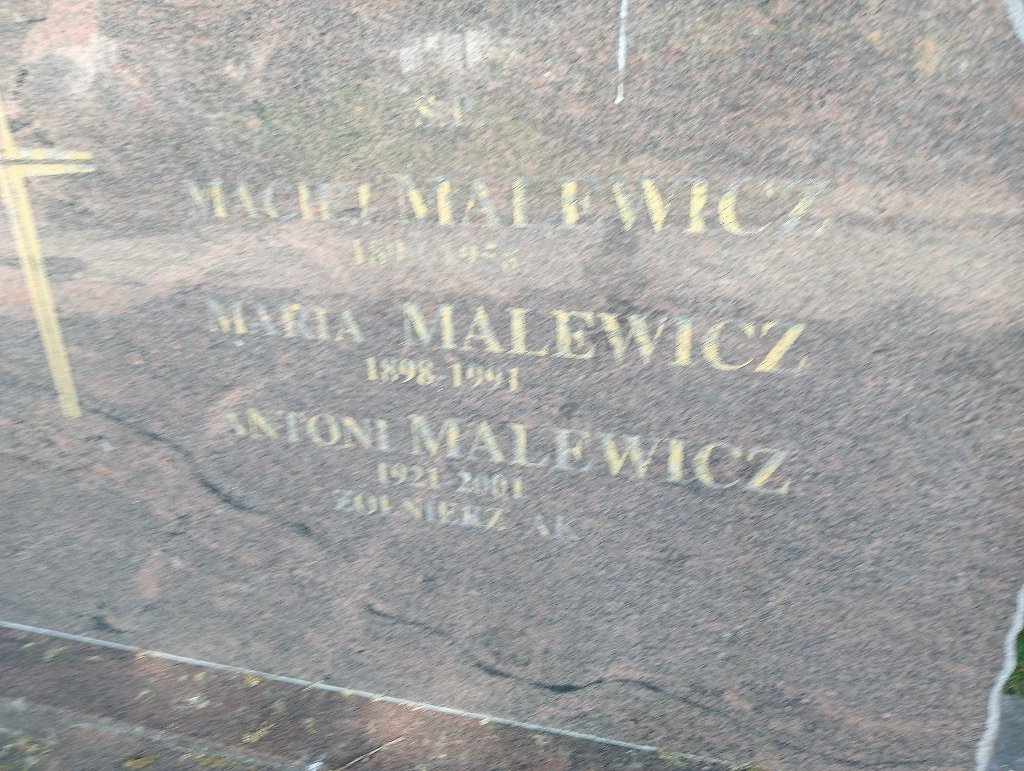 Ś.P.
MACIEJ MALEWICZ
MARIA MALEWICZ
1898-1991
ANTONI MALEWICZ
1921-2001
ŻOŁNIERZ AK